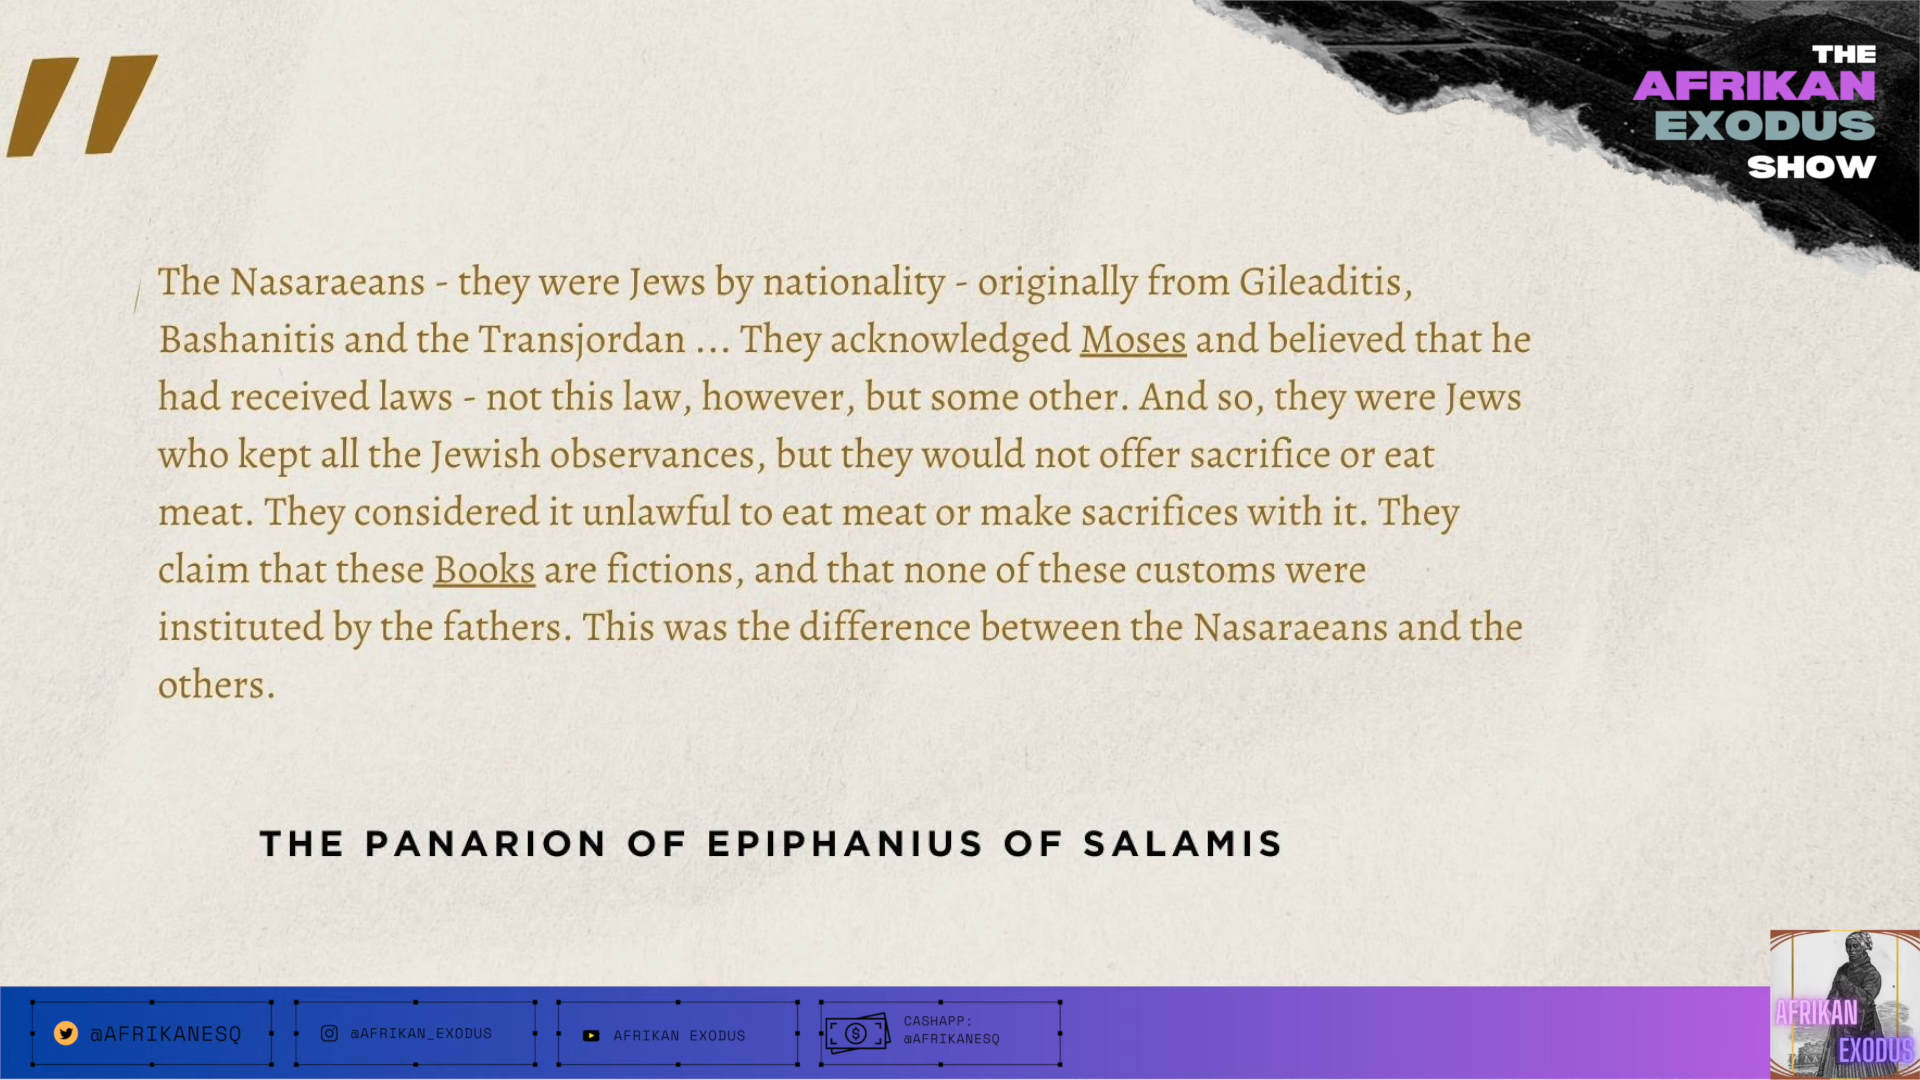 "
THE
AFRIKAN
EXODUS
SHOW
The Nasaraeans - they were Jews by nationality - originally from Gileaditis,
Bashanitis and the Transjordan ... They acknowledged Moses and believed that he
had received laws - not this law, however, but some other. And so, they were Jews
who kept all the Jewish observances, but they would not offer sacrifice or eat
meat. They considered it unlawful to eat meat or make sacrifices with it. They
claim that these Books are fictions, and that none of these customs were
instituted by the fathers. This was the difference between the Nasaraeans and the
others.
THE PANARION OF EPIPHANIUS OF SALAMIS
@AFRIKANESQ
@AFRIKAN_EXODUS
AFRIKAN EXODUS
$
CASHAPP:
@AFRIKANESQ
AFRIKAN
EXODUS